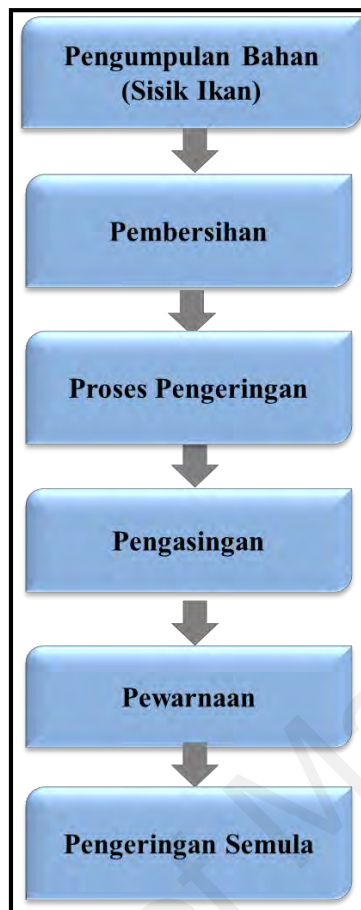 Pengumpulan Bahan
(Sisik Ikan)
Pembersihan
Proses Pengeringan
Pengasingan
Pewarnaan
Pengeringan Semula